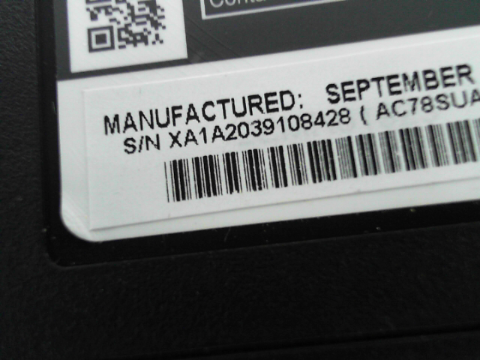 MANUFACTURED: SEPTEMBER
S/N XA1A2039108428 ( AC78SUA